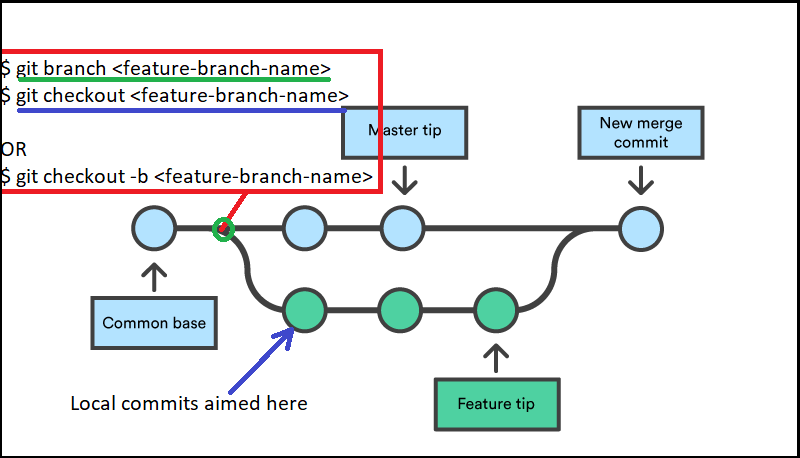 $ git branch <feature-branch-name>
$ git checkout <feature-branch-name>
OR
$ git checkout -b <feature-branch-name>
Master tip
New merge
commit
Common base
Local commits aimed here
Feature tip